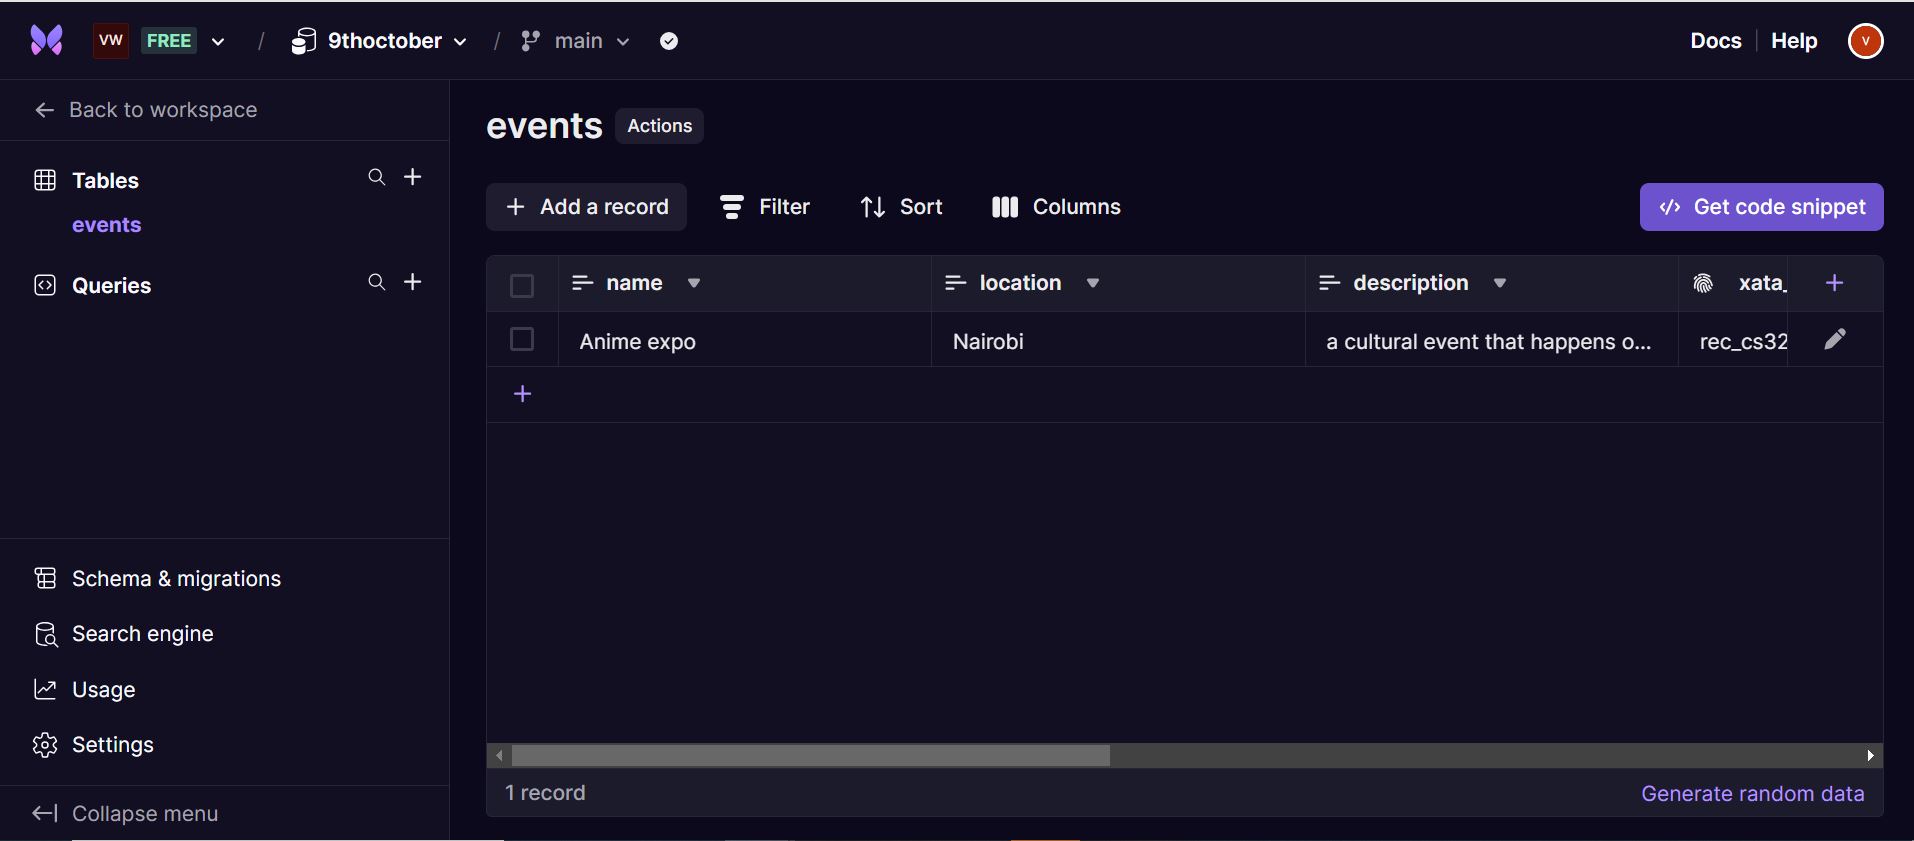 VW FREE / 9thoctober / main Docs Help V
Back to workspace
Tables
events
Queries
Schema & migrations
Search engine
Usage
Settings
Collapse menu
events Actions
Add a record Filter Sort Columns Get code snippet
name location description xata_
Anime expo Nairobi a cultural event that happens o... rec_cs32
1 record Generate random data